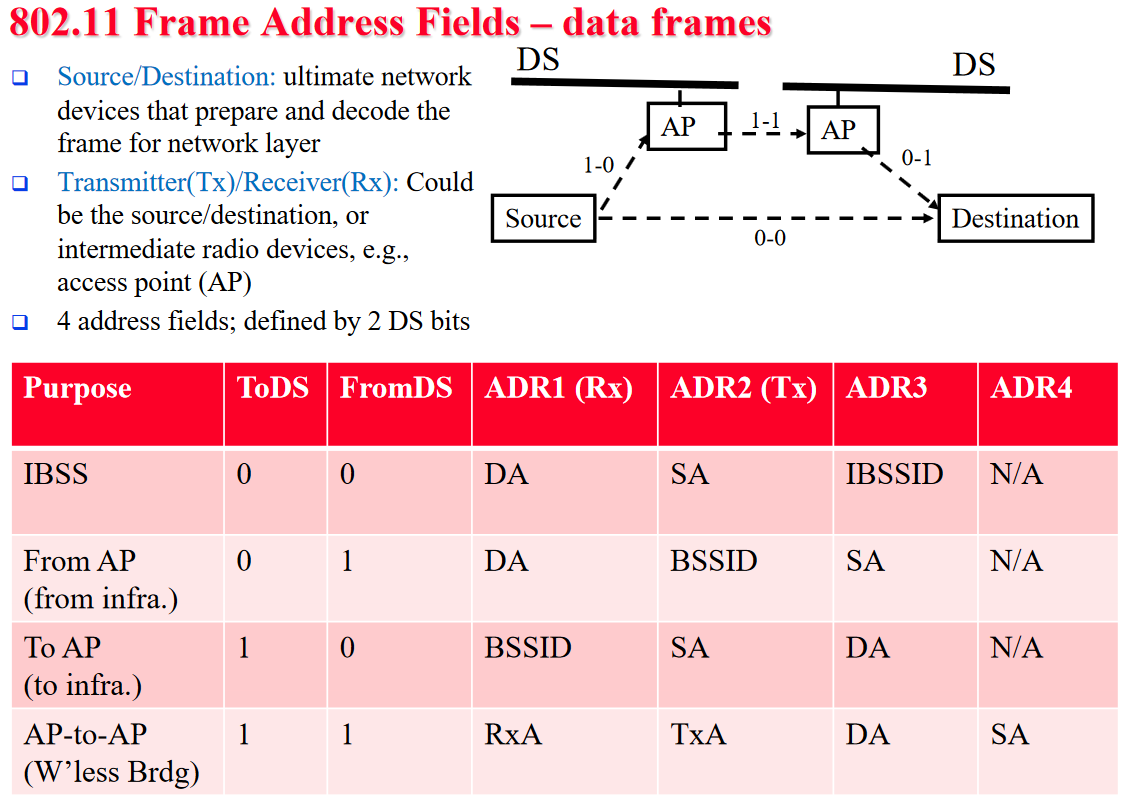 802.11 Frame Address Fields – data frames
Source/Destination: ultimate network
devices that prepare and decode the
frame for network layer
Transmitter(Tx)/Receiver(Rx): Could
be the source/destination, or
intermediate radio devices, e.g.,
access point (AP)
4 address fields; defined by 2 DS bits
DS
DS
AP
1-1
AP
1-0
0-1
Source
Destination
0-0
Purpose ToDS FromDS ADR1 (Rx) ADR2 (Tx) ADR3 ADR4
IBSS 0 0 DA SA IBSSID N/A
From AP 0 1 DA BSSID SA N/A
(from infra.)
To AP 1 0 BSSID SA DA N/A
(to infra.)
AP-to-AP 1 1 RxA TxA DA SA
(W’less Brdg)